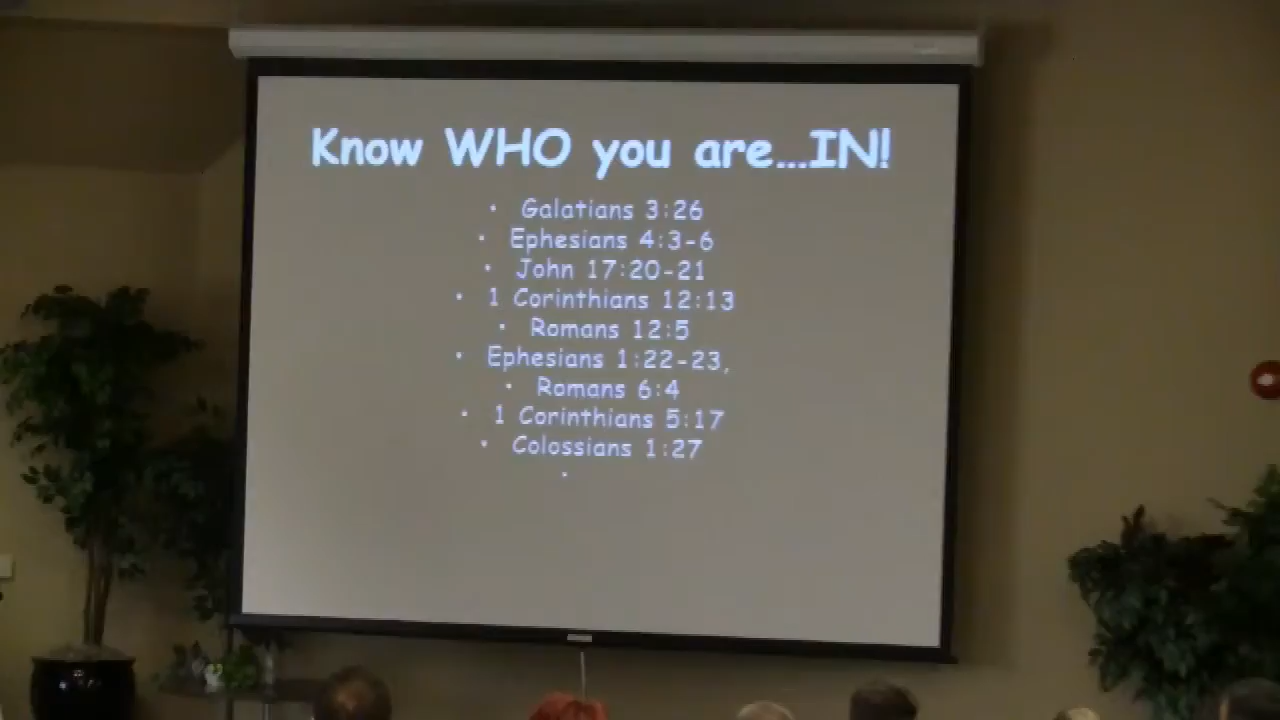 Know WHO you are...IN!
• Galatians 3:26
• Ephesians 4:3-6
• John 17:20-21
• 1 Corinthians 12:13
• Romans 12:5
• Ephesians 1:22-23,
• Romans 6:4
• 1 Corinthians 5:17
• Colossians 1:27
•